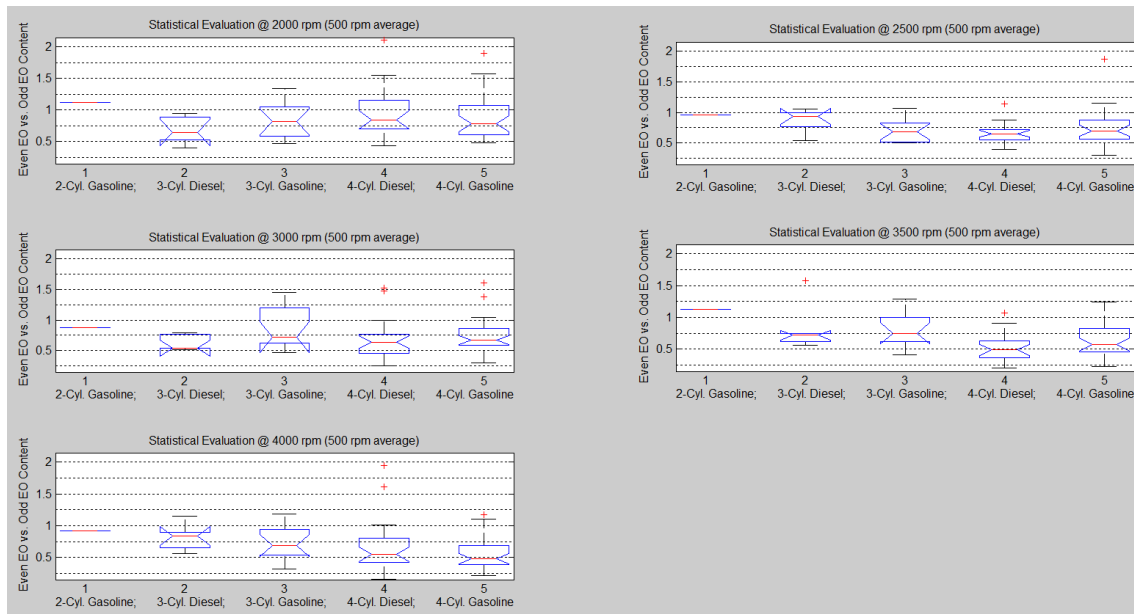 Statistical Evaluation @ 2000 rpm (500 rpm average)
Even EO vs. Odd EO Content
2
1.5
1
0.5
1 2 3 4 5
2-Cyl. Gasoline; 3-Cyl. Diesel; 3-Cyl. Gasoline; 4-Cyl. Diesel; 4-Cyl. Gasoline
Statistical Evaluation @ 2500 rpm (500 rpm average)
Even EO vs. Odd EO Content
2
1.5
1
0.5
1 2 3 4 5
2-Cyl. Gasoline; 3-Cyl. Diesel; 3-Cyl. Gasoline; 4-Cyl. Diesel; 4-Cyl. Gasoline
Statistical Evaluation @ 3000 rpm (500 rpm average)
Even EO vs. Odd EO Content
2
1.5
1
0.5
1 2 3 4 5
2-Cyl. Gasoline; 3-Cyl. Diesel; 3-Cyl. Gasoline; 4-Cyl. Diesel; 4-Cyl. Gasoline
Statistical Evaluation @ 3500 rpm (500 rpm average)
Even EO vs. Odd EO Content
2
1.5
1
0.5
1 2 3 4 5
2-Cyl. Gasoline; 3-Cyl. Diesel; 3-Cyl. Gasoline; 4-Cyl. Diesel; 4-Cyl. Gasoline
Statistical Evaluation @ 4000 rpm (500 rpm average)
Even EO vs. Odd EO Content
2
1.5
1
0.5
1 2 3 4 5
2-Cyl. Gasoline; 3-Cyl. Diesel; 3-Cyl. Gasoline; 4-Cyl. Diesel; 4-Cyl. Gasoline